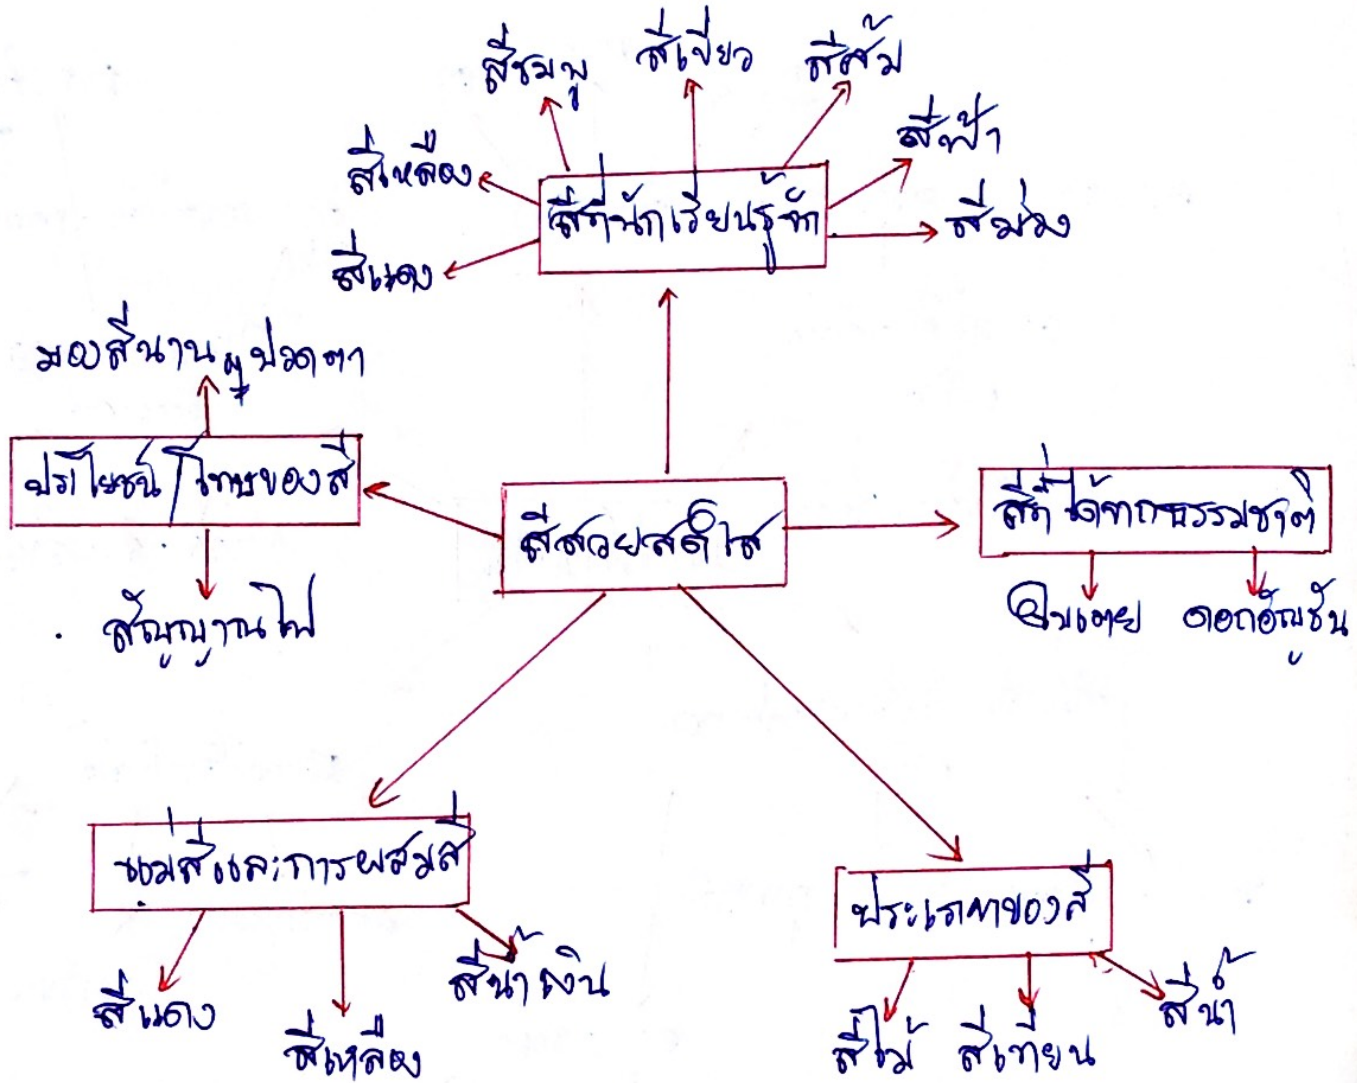 สีชมพู
สีเขียว
สีส้ม
สีเหลือง
สีฟ้า
สีแดง
สีที่นักเรียนรู้จัก
สีม่วง
มองสีนาน ๆ ปวดตา
ประโยชน์/โทษของสี
สีสวยสดใส
สีที่ได้จากธรรมชาติ
สัญญาณไฟ
ใบเตย
ดอกอัญชัน
แม่สีและการผสมสี
ประเภทของสี
สีแดง
สีเหลือง
สีน้ำเงิน
สีไม้
สีเทียน
สีน้ำ